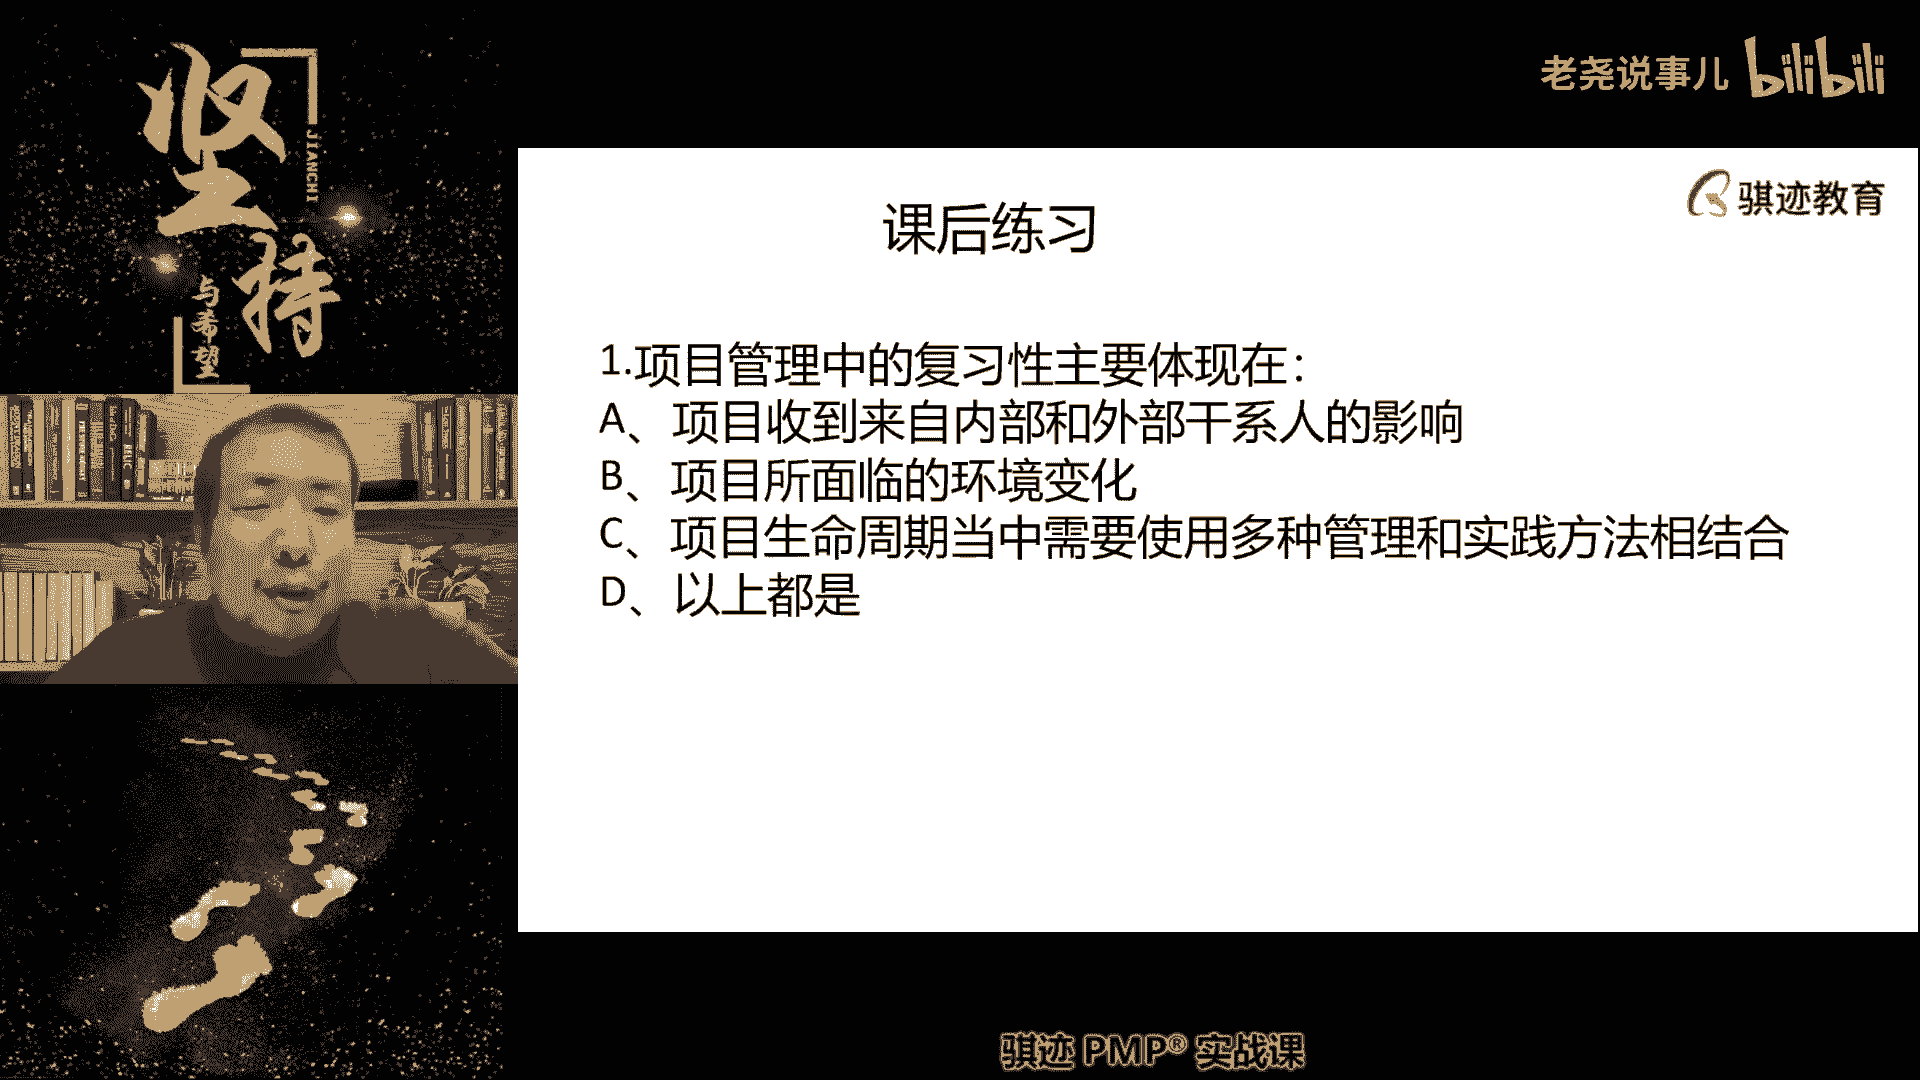 坚持
JIANCHI
与希望
老尧说事儿 bilibili
骐迹教育
课后练习
1.项目管理中的复习性主要体现在：
A、项目收到来自内部和外部干系人的影响
B、项目所面临的环境变化
C、项目生命周期当中需要使用多种管理和实践方法相结合
D、以上都是
骐迹 PMP® 实战课